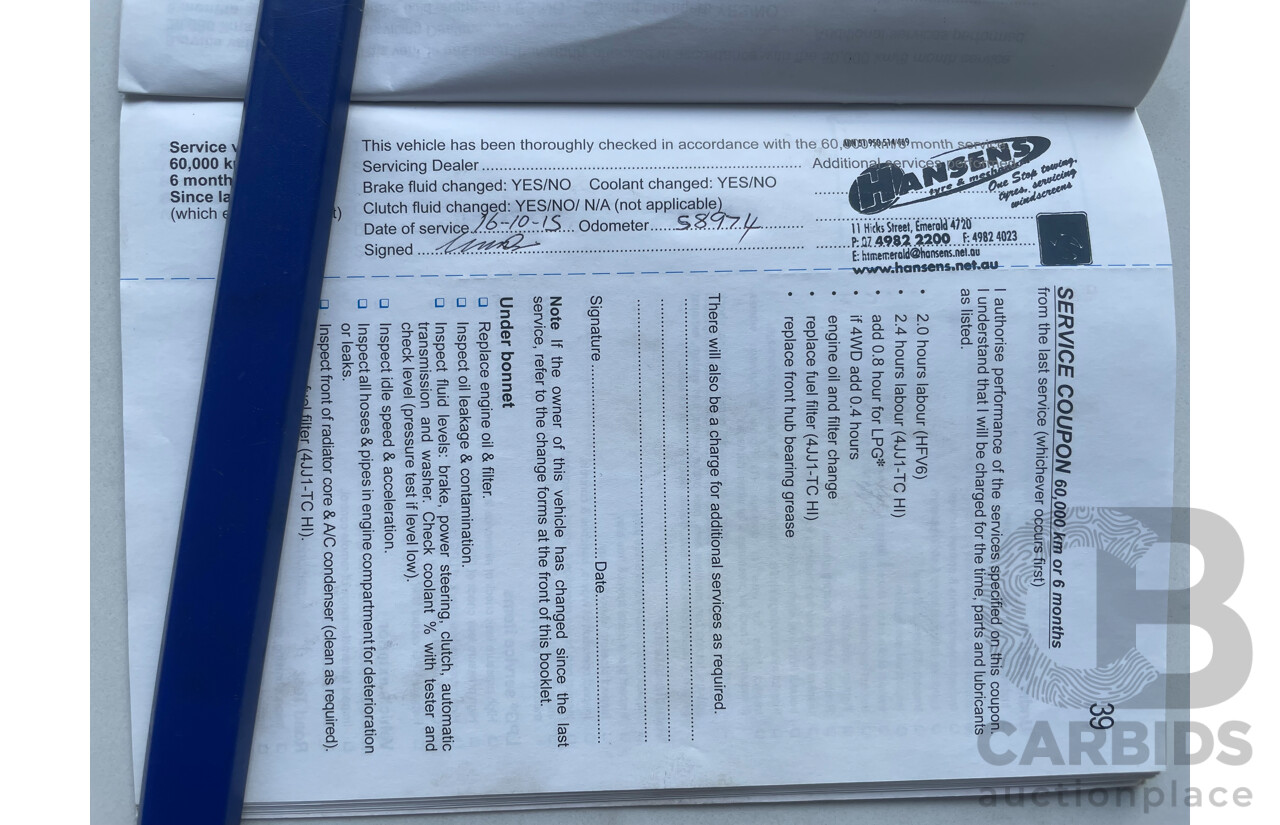 Service
60,000
6 month
Since la
(which
This vehicle has been thoroughly checked in accordance with the 60, month
Servicing Dealer
Additional services
Brake fluid changed: YES/NO Coolant changed: YES/NO
Clutch fluid changed: YES/NO/ N/A (not applicable)
Date of service 16-10-15 Odometer 58974
Signed
HANSENS
tyre & mechanical
One Stop towing,
tyres, servicing
windscreens
11 Hicks Street, Emerald 4720
P: 07 4982 2200 F: 4982 4023
E: htmemerald@hansens.net.au
www.hansens.net.au
39
SERVICE COUPON 60,000 km or 6 months
from the last service (whichever occurs first)
I authorise performance of the services specified on this coupon.
I understand that I will be charged for the time, parts and lubricants
as listed.
• 2.0 hours labour (HFV6)
• 2.4 hours labour (4JJ1-TC HI)
• add 0.8 hour for LPG*
• if 4WD add 0.4 hours
• engine oil and filter change
• replace fuel filter (4JJ1-TC HI)
• replace front hub bearing grease
There will also be a charge for additional services as required.
Signature Date
Note If the owner of this vehicle has changed since the last
service, refer to the change forms at the front of this booklet.
Under bonnet
Replace engine oil & filter.
Inspect oil leakage & contamination.
Inspect fluid levels: brake, power steering, clutch, automatic
transmission and washer. Check coolant % with tester and
check level (pressure test if level low).
Inspect idle speed & acceleration.
Inspect all hoses & pipes in engine compartment for deterioration
or leaks.
Inspect front of radiator core & A/C condenser (clean as required).
fuel filter (4JJ1-TC HI).
CB
CARBIDS
auctionplace